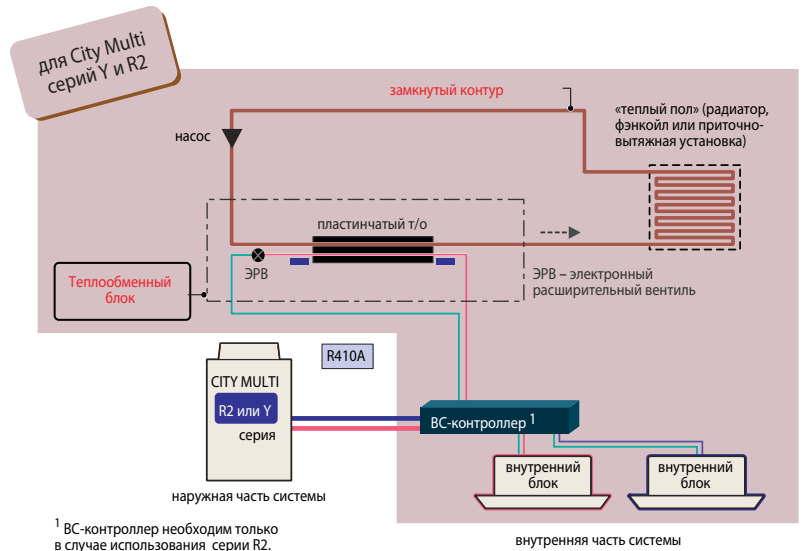 для City Multi
серий Y и R2
замкнутый контур
«теплый пол» (радиатор,
фэнкойл или приточно-
вытяжная установка)
насос
пластинчатый т/о
ЭРВ
ЭРВ – электронный
расширительный вентиль
Теплообменный
блок
R410A
CITY MULTI
R2 или Y
серия
BC-контроллер 1
внутренний
блок
внутренний
блок
наружная часть системы
1 BC-контроллер необходим только
в случае использования серии R2.
внутренняя часть системы